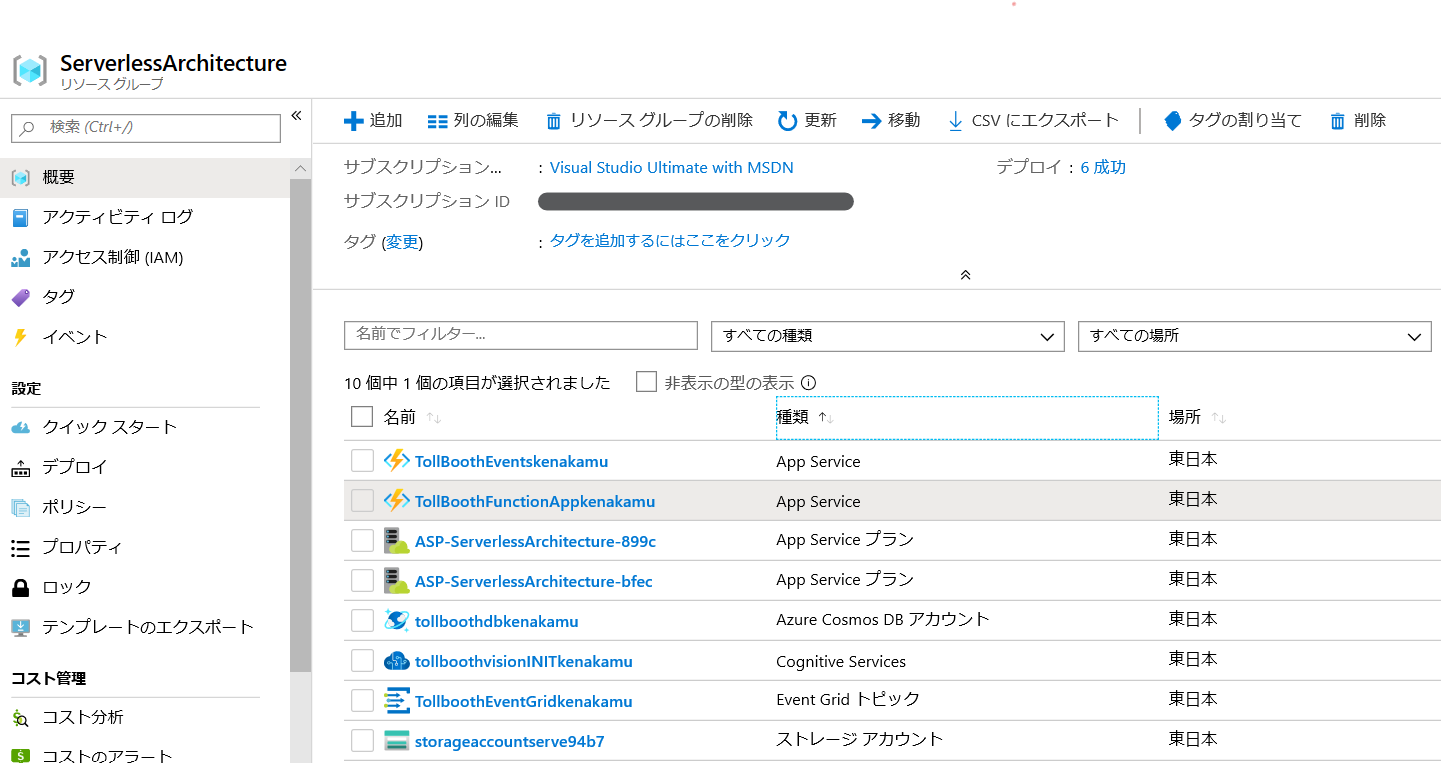 ServerlessArchitecture
リソース グループ
検索 (Ctrl+/)
«
追加
列の編集
リソース グループの削除
更新
移動
CSV にエクスポート
タグの割り当て
削除
概要
アクティビティ ログ
アクセス制御 (IAM)
タグ
イベント
設定
クイック スタート
デプロイ
ポリシー
プロパティ
ロック
テンプレートのエクスポート
コスト管理
コスト分析
コストのアラート
サブスクリプション... : Visual Studio Ultimate with MSDN
デプロイ : 6 成功
サブスクリプション ID
タグ (変更) : タグを追加するにはここをクリック
名前でフィルター...
すべての種類
すべての場所
10 個中 1 個の項目が選択されました
非表示の型の表示
名前 種類 場所
TollBoothEventskenakamu App Service 東日本
TollBoothFunctionAppkenakamu App Service 東日本
ASP-ServerlessArchitecture-899c App Service プラン 東日本
ASP-ServerlessArchitecture-bfec App Service プラン 東日本
tollboothdbkenakamu Azure Cosmos DB アカウント 東日本
tollboothvisionINITkenakamu Cognitive Services 東日本
TollboothEventGridkenakamu Event Grid トピック 東日本
storageaccountserve94b7 ストレージ アカウント 東日本